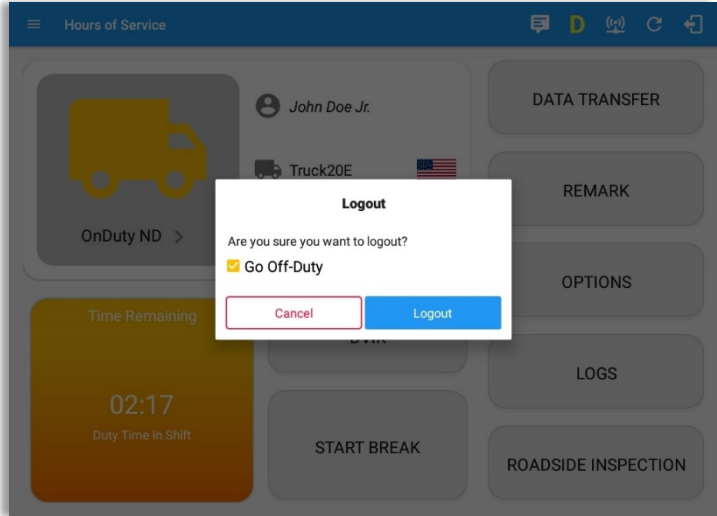 Hours of Service
D
John Doe Jr.
Truck20E
OnDuty ND >
DATA TRANSFER
REMARK
OPTIONS
LOGS
ROADSIDE INSPECTION
Logout
Are you sure you want to logout?
Go Off-Duty
Cancel
Logout
DVIR
START BREAK
Time Remaining
02:17
Duty Time In Shift